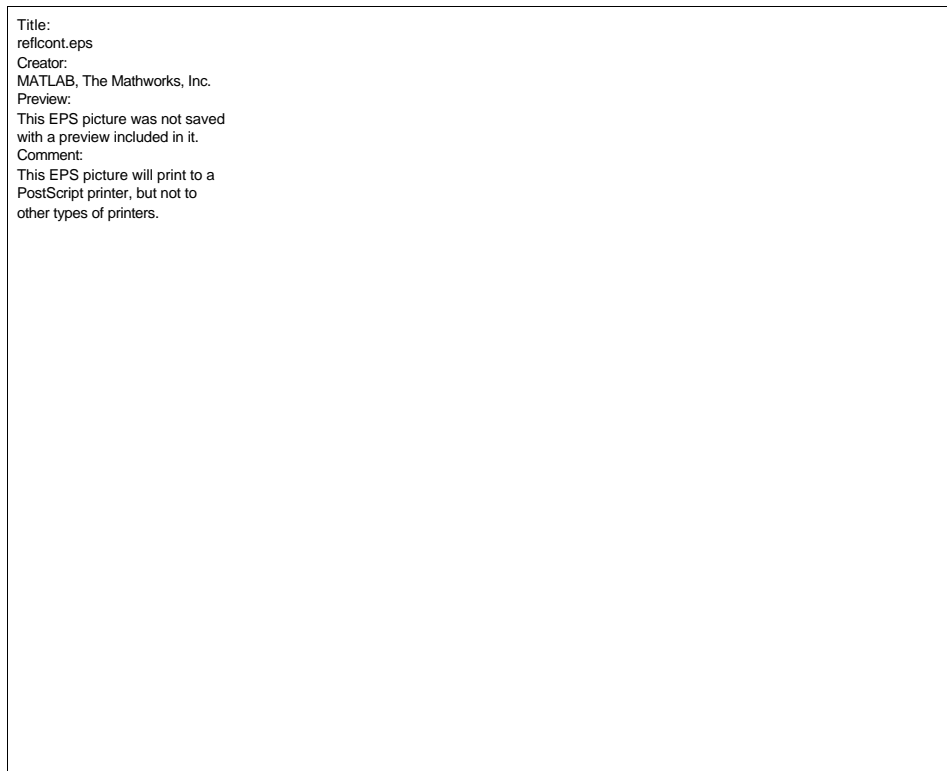 Title:
reflcont.eps
Creator:
MATLAB, The Mathworks, Inc.
Preview:
This EPS picture was not saved
with a preview included in it.
Comment:
This EPS picture will print to a
PostScript printer, but not to
other types of printers.